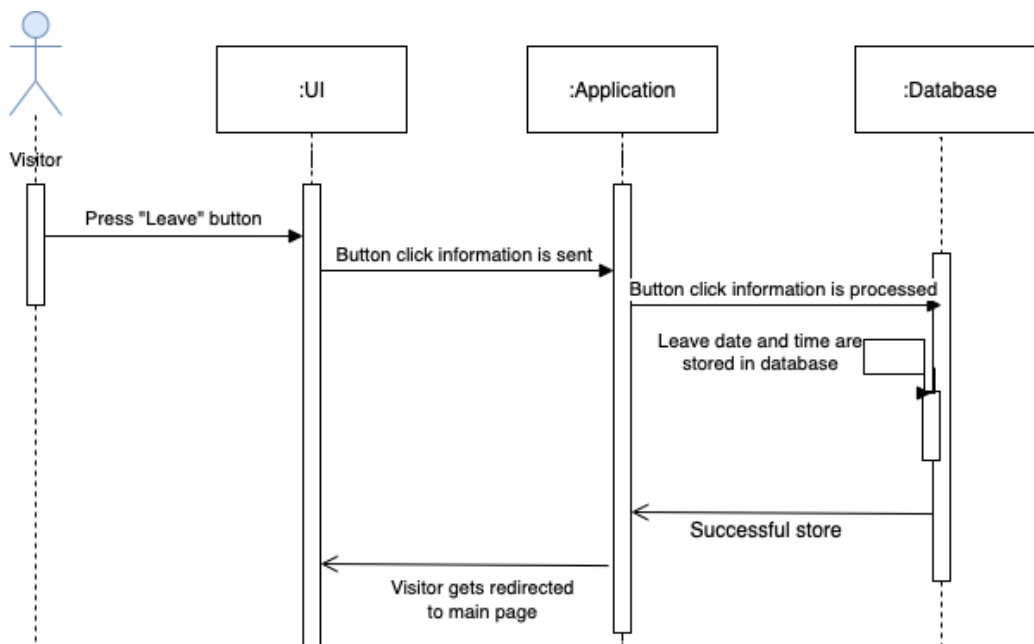 :UI
:Application
:Database
Visitor
Press "Leave" button
Button click information is sent
Button click information is processed
Leave date and time are
stored in database
Successful store
Visitor gets redirected
to main page